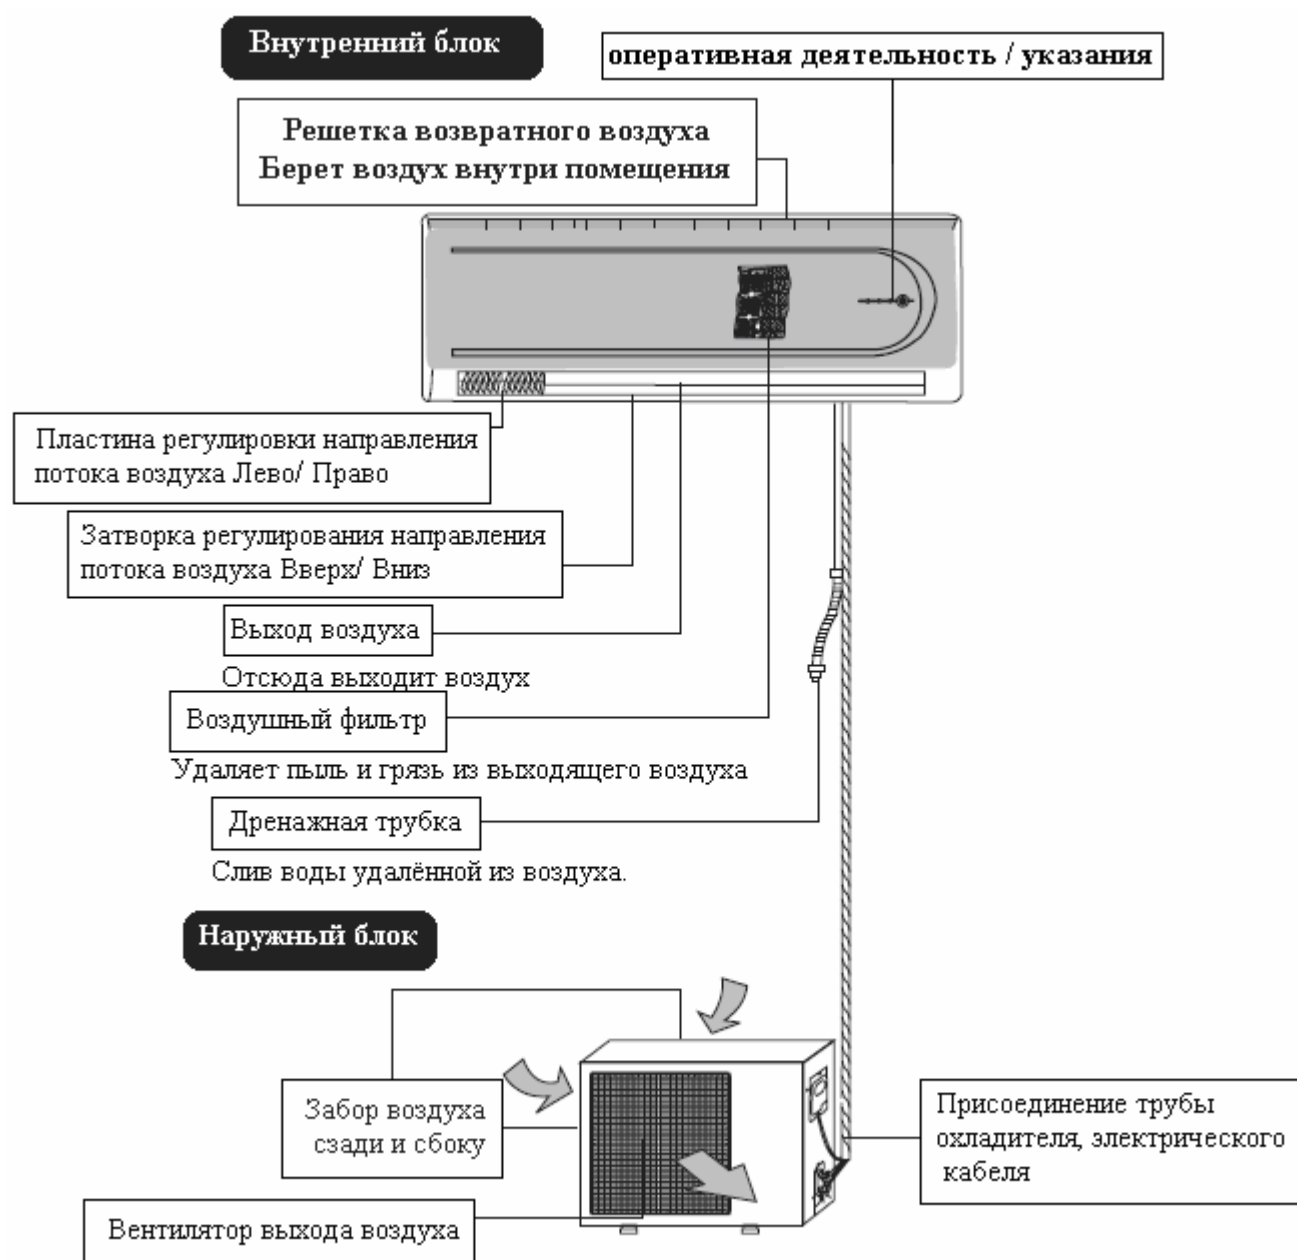 Внутренний блок
оперативная деятельность / указания
Решетка возвратного воздуха
Берет воздух внутри помещения
Пластина регулировки направления
потока воздуха Лево/ Право
Затворка регулирования направления
потока воздуха Вверх/ Вниз
Выход воздуха
Отсюда выходит воздух
Воздушный фильтр
Удаляет пыль и грязь из выходящего воздуха
Дренажная трубка
Слив воды удалённой из воздуха.
Наружный блок
Забор воздуха
сзади и сбоку
Присоединение трубы
охладителя, электрического
кабеля
Вентилятор выхода воздуха